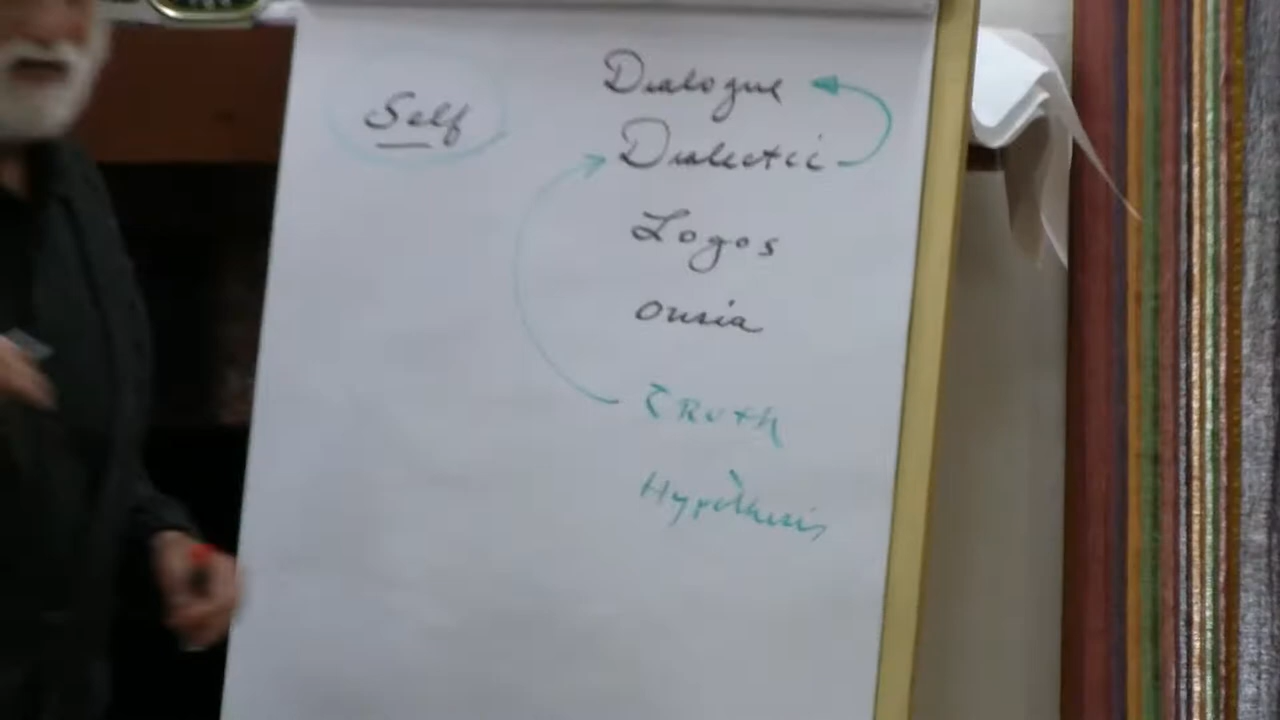 Self
Dialogue
Dialectic
Logos
ousia
Truth
Hypothesis